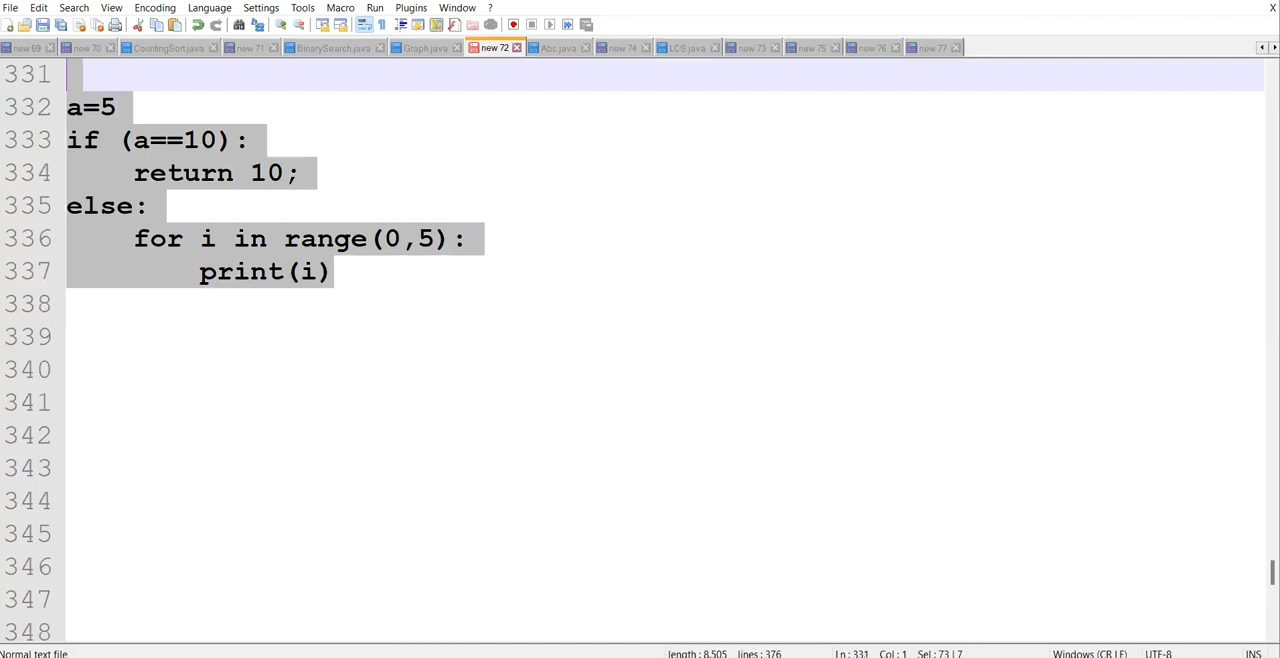 File Edit Search View Encoding Language Settings Tools Macro Run Plugins Window ? X
new 69 new 70 CountingSort.java new 71 BinarySearch.java Graph.java new 72 Abc.java new 74 LCS.java new 73 new 75 new 76 new 77
331
332 a=5
333 if (a==10):
334 return 10;
335 else:
336 for i in range(0,5):
337 print(i)
338
339
340
341
342
343
344
345
346
347
348
Normal text file length : 8,505 lines : 376 Ln : 331 Col : 1 Sel : 73 | 7 Windows (CR LF) UTF-8 INS